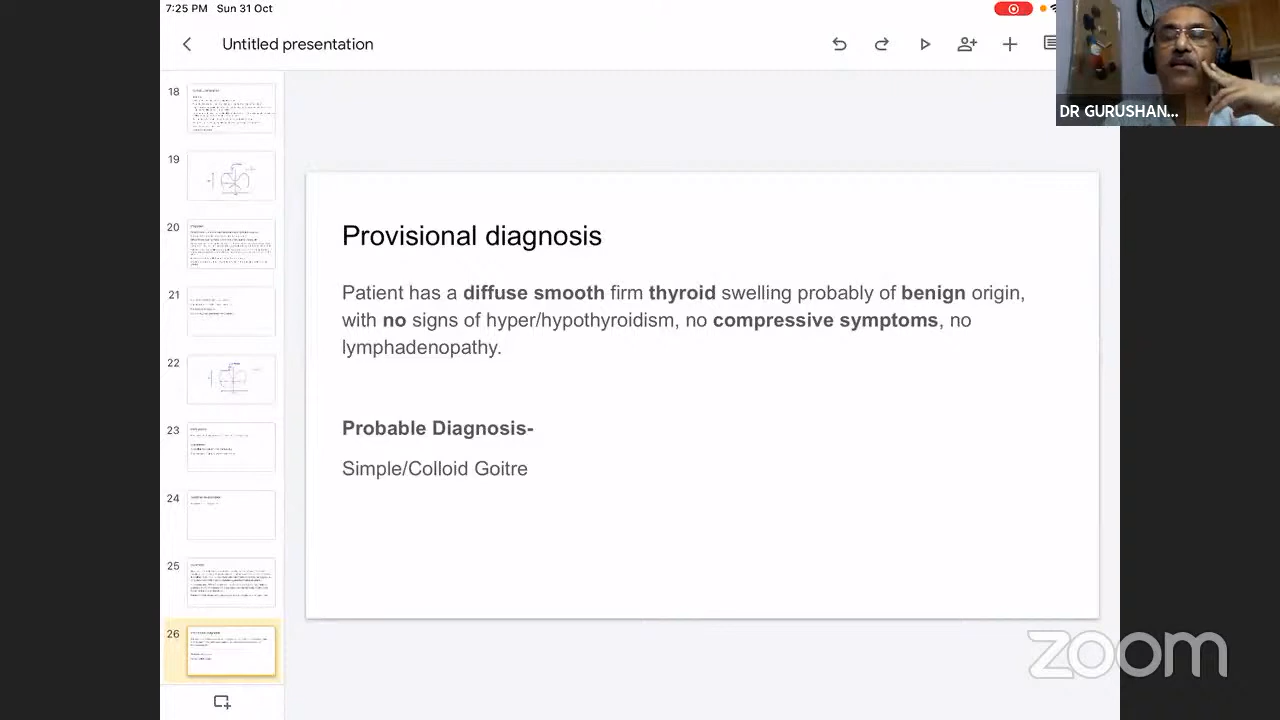 7:25 PM Sun 31 Oct
Untitled presentation
DR GURUSHAN...
18
19
20
21
22
23
24
25
26
Provisional diagnosis
Patient has a diffuse smooth firm thyroid swelling probably of benign origin,
with no signs of hyper/hypothyroidism, no compressive symptoms, no
lymphadenopathy.
Probable Diagnosis-
Simple/Colloid Goitre
zoom